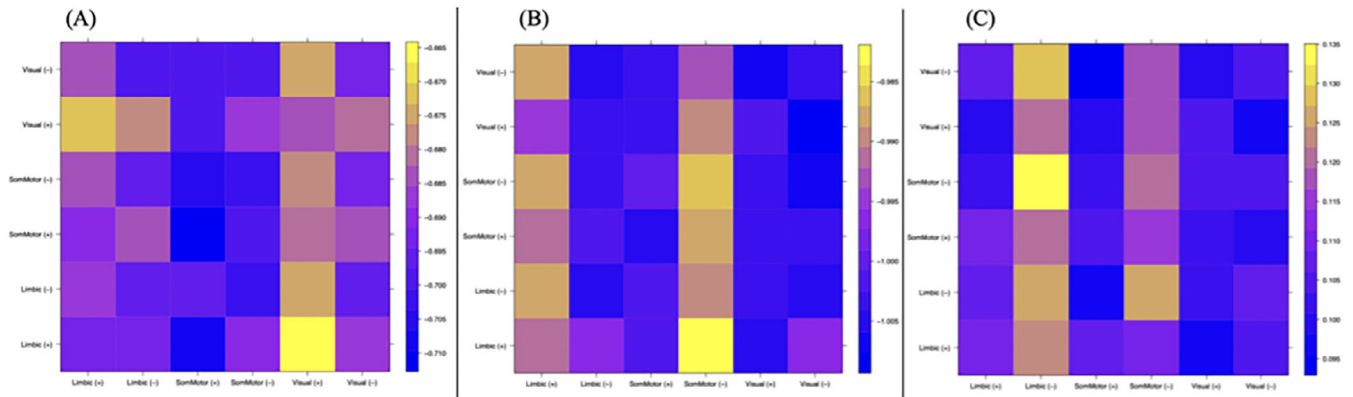 (A)
Visual (−)
Visual (+)
SomMotor (−)
SomMotor (+)
Limbic (−)
Limbic (+)
Limbic (+) Limbic (−) SomMotor (+) SomMotor (−) Visual (+) Visual (−)
−0.665
−0.670
−0.675
−0.680
−0.685
−0.690
−0.695
−0.700
−0.705
−0.710
(B)
Visual (−)
Visual (+)
SomMotor (−)
SomMotor (+)
Limbic (−)
Limbic (+)
Limbic (+) Limbic (−) SomMotor (+) SomMotor (−) Visual (+) Visual (−)
−0.985
−0.990
−0.995
−1.000
−1.005
(C)
Visual (−)
Visual (+)
SomMotor (−)
SomMotor (+)
Limbic (−)
Limbic (+)
Limbic (+) Limbic (−) SomMotor (+) SomMotor (−) Visual (+) Visual (−)
0.135
0.130
0.125
0.120
0.115
0.110
0.105
0.100
0.095